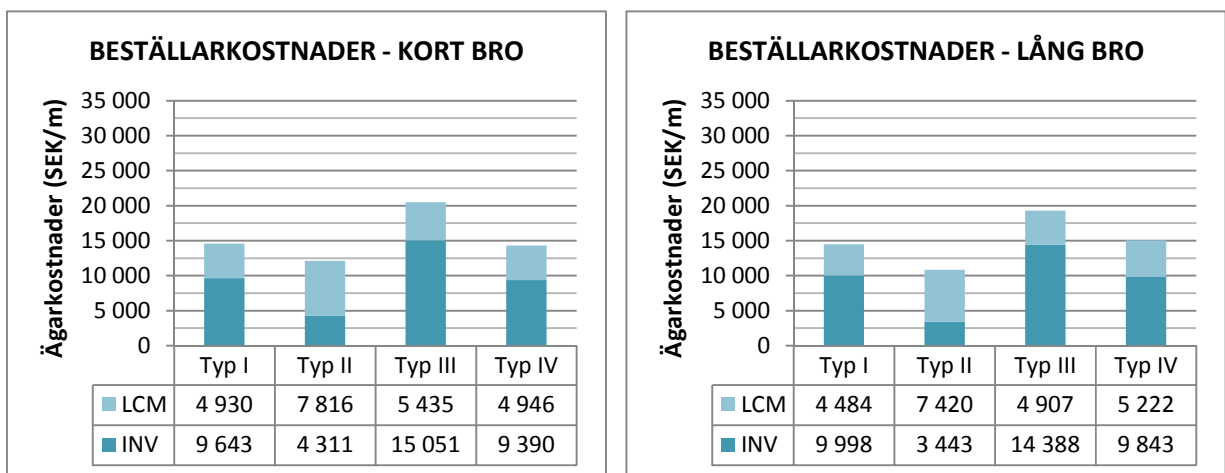 BESTÄLLARKOSTNADER - KORT BRO
Ägarkostnader (SEK/m)
35 000
30 000
25 000
20 000
15 000
10 000
5 000
0
Typ I Typ II Typ III Typ IV
LCM 4 930 7 816 5 435 4 946
INV 9 643 4 311 15 051 9 390
BESTÄLLARKOSTNADER - LÅNG BRO
Ägarkostnader (SEK/m)
35 000
30 000
25 000
20 000
15 000
10 000
5 000
0
Typ I Typ II Typ III Typ IV
LCM 4 484 7 420 4 907 5 222
INV 9 998 3 443 14 388 9 843